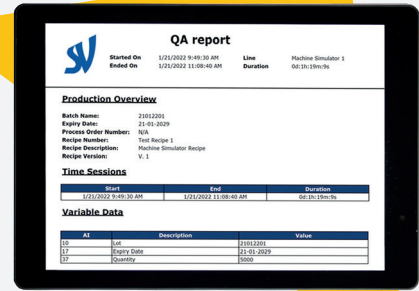 QA report
Started On 1/21/2022 9:49:30 AM Line Machine Simulator 1
Ended On 1/21/2022 11:08:40 AM Duration 0d:1h:19m:9s
Production Overview
Batch Name: 21012201
Expiry Date: 21-01-2029
Process Order Number: N/A
Recipe Number: Test Recipe 1
Recipe Description: Machine Simulator Recipe
Recipe Version: V. 1
Time Sessions
Start End Duration
1/21/2022 9:49:30 AM 1/21/2022 11:08:40 AM 0d:1h:19m:9s
Variable Data
AI Description Value
10 Lot 21012201
17 Expiry Date 21-01-2029
37 Quantity 5000